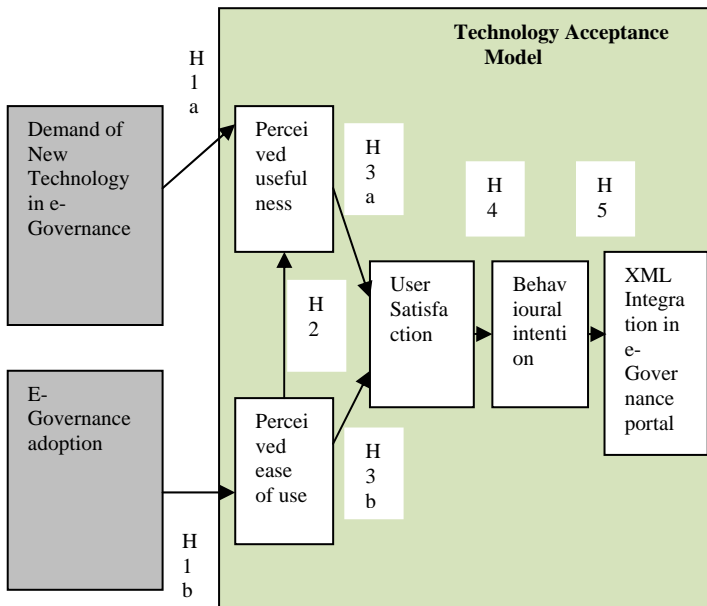 Technology Acceptance
Model
H
1
a
Demand of
New
Technology
in e-
Governance
Percei
ved
useful
ness
H
3
a
H
4
H
5
H
2
User
Satisfa
ction
Behav
ioural
intenti
on
XML
Integra
tion in
e-
Gover
nance
portal
E-
Governance
adoption
Percei
ved
ease
of use
H
3
b
H
1
b